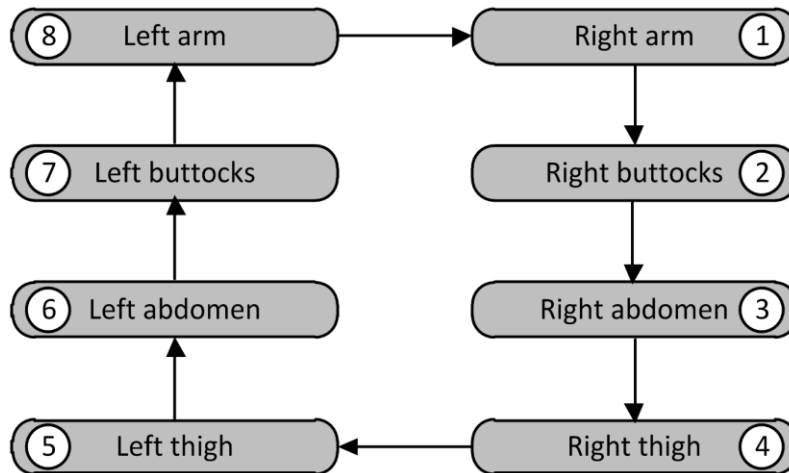 8 Left arm Right arm 1
7 Left buttocks Right buttocks 2
6 Left abdomen Right abdomen 3
5 Left thigh Right thigh 4